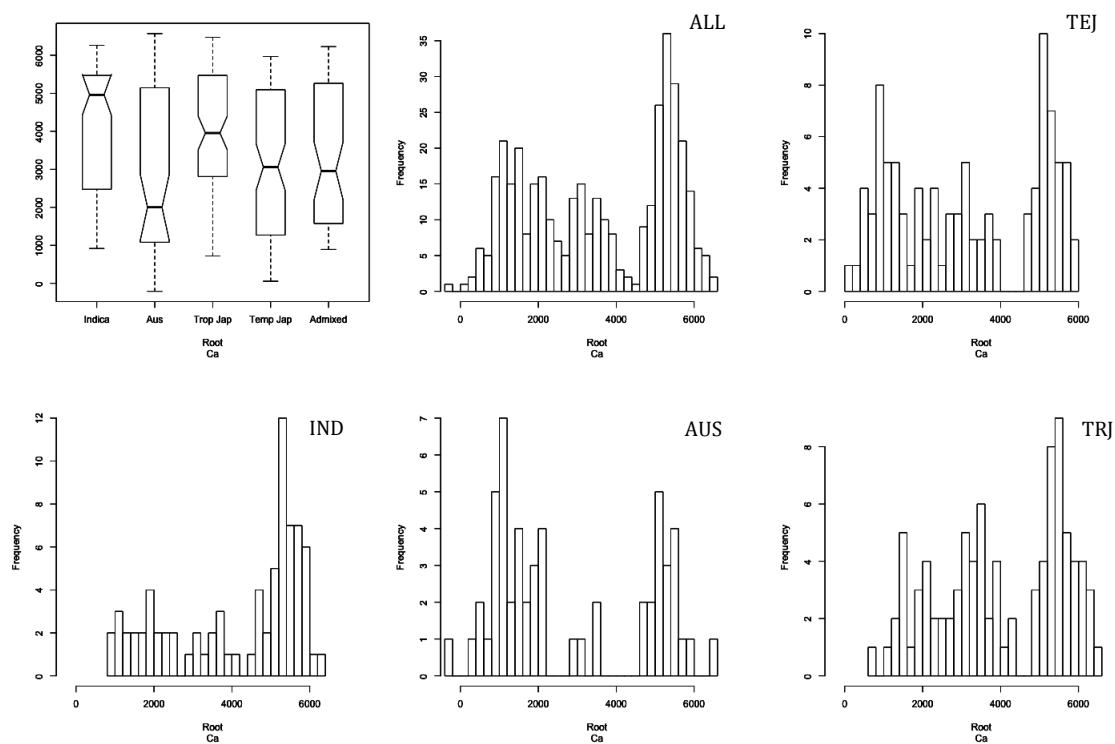 6000
5000
4000
3000
2000
1000
0
Indica Aus Trop Jap Temp Jap Admixed
Root
Ca
ALL
Frequency
35
30
25
20
15
10
5
0
0 2000 4000 6000
Root
Ca
TEJ
Frequency
10
8
6
4
2
0
0 2000 4000 6000
Root
Ca
IND
Frequency
12
10
8
6
4
2
0
0 2000 4000 6000
Root
Ca
AUS
Frequency
7
6
5
4
3
2
1
0
0 2000 4000 6000
Root
Ca
TRJ
Frequency
8
6
4
2
0
0 2000 4000 6000
Root
Ca